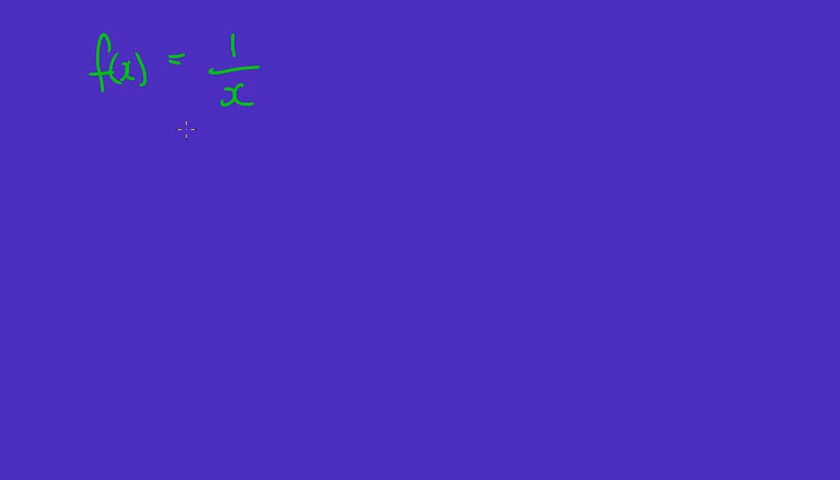 f(x) = 1/x